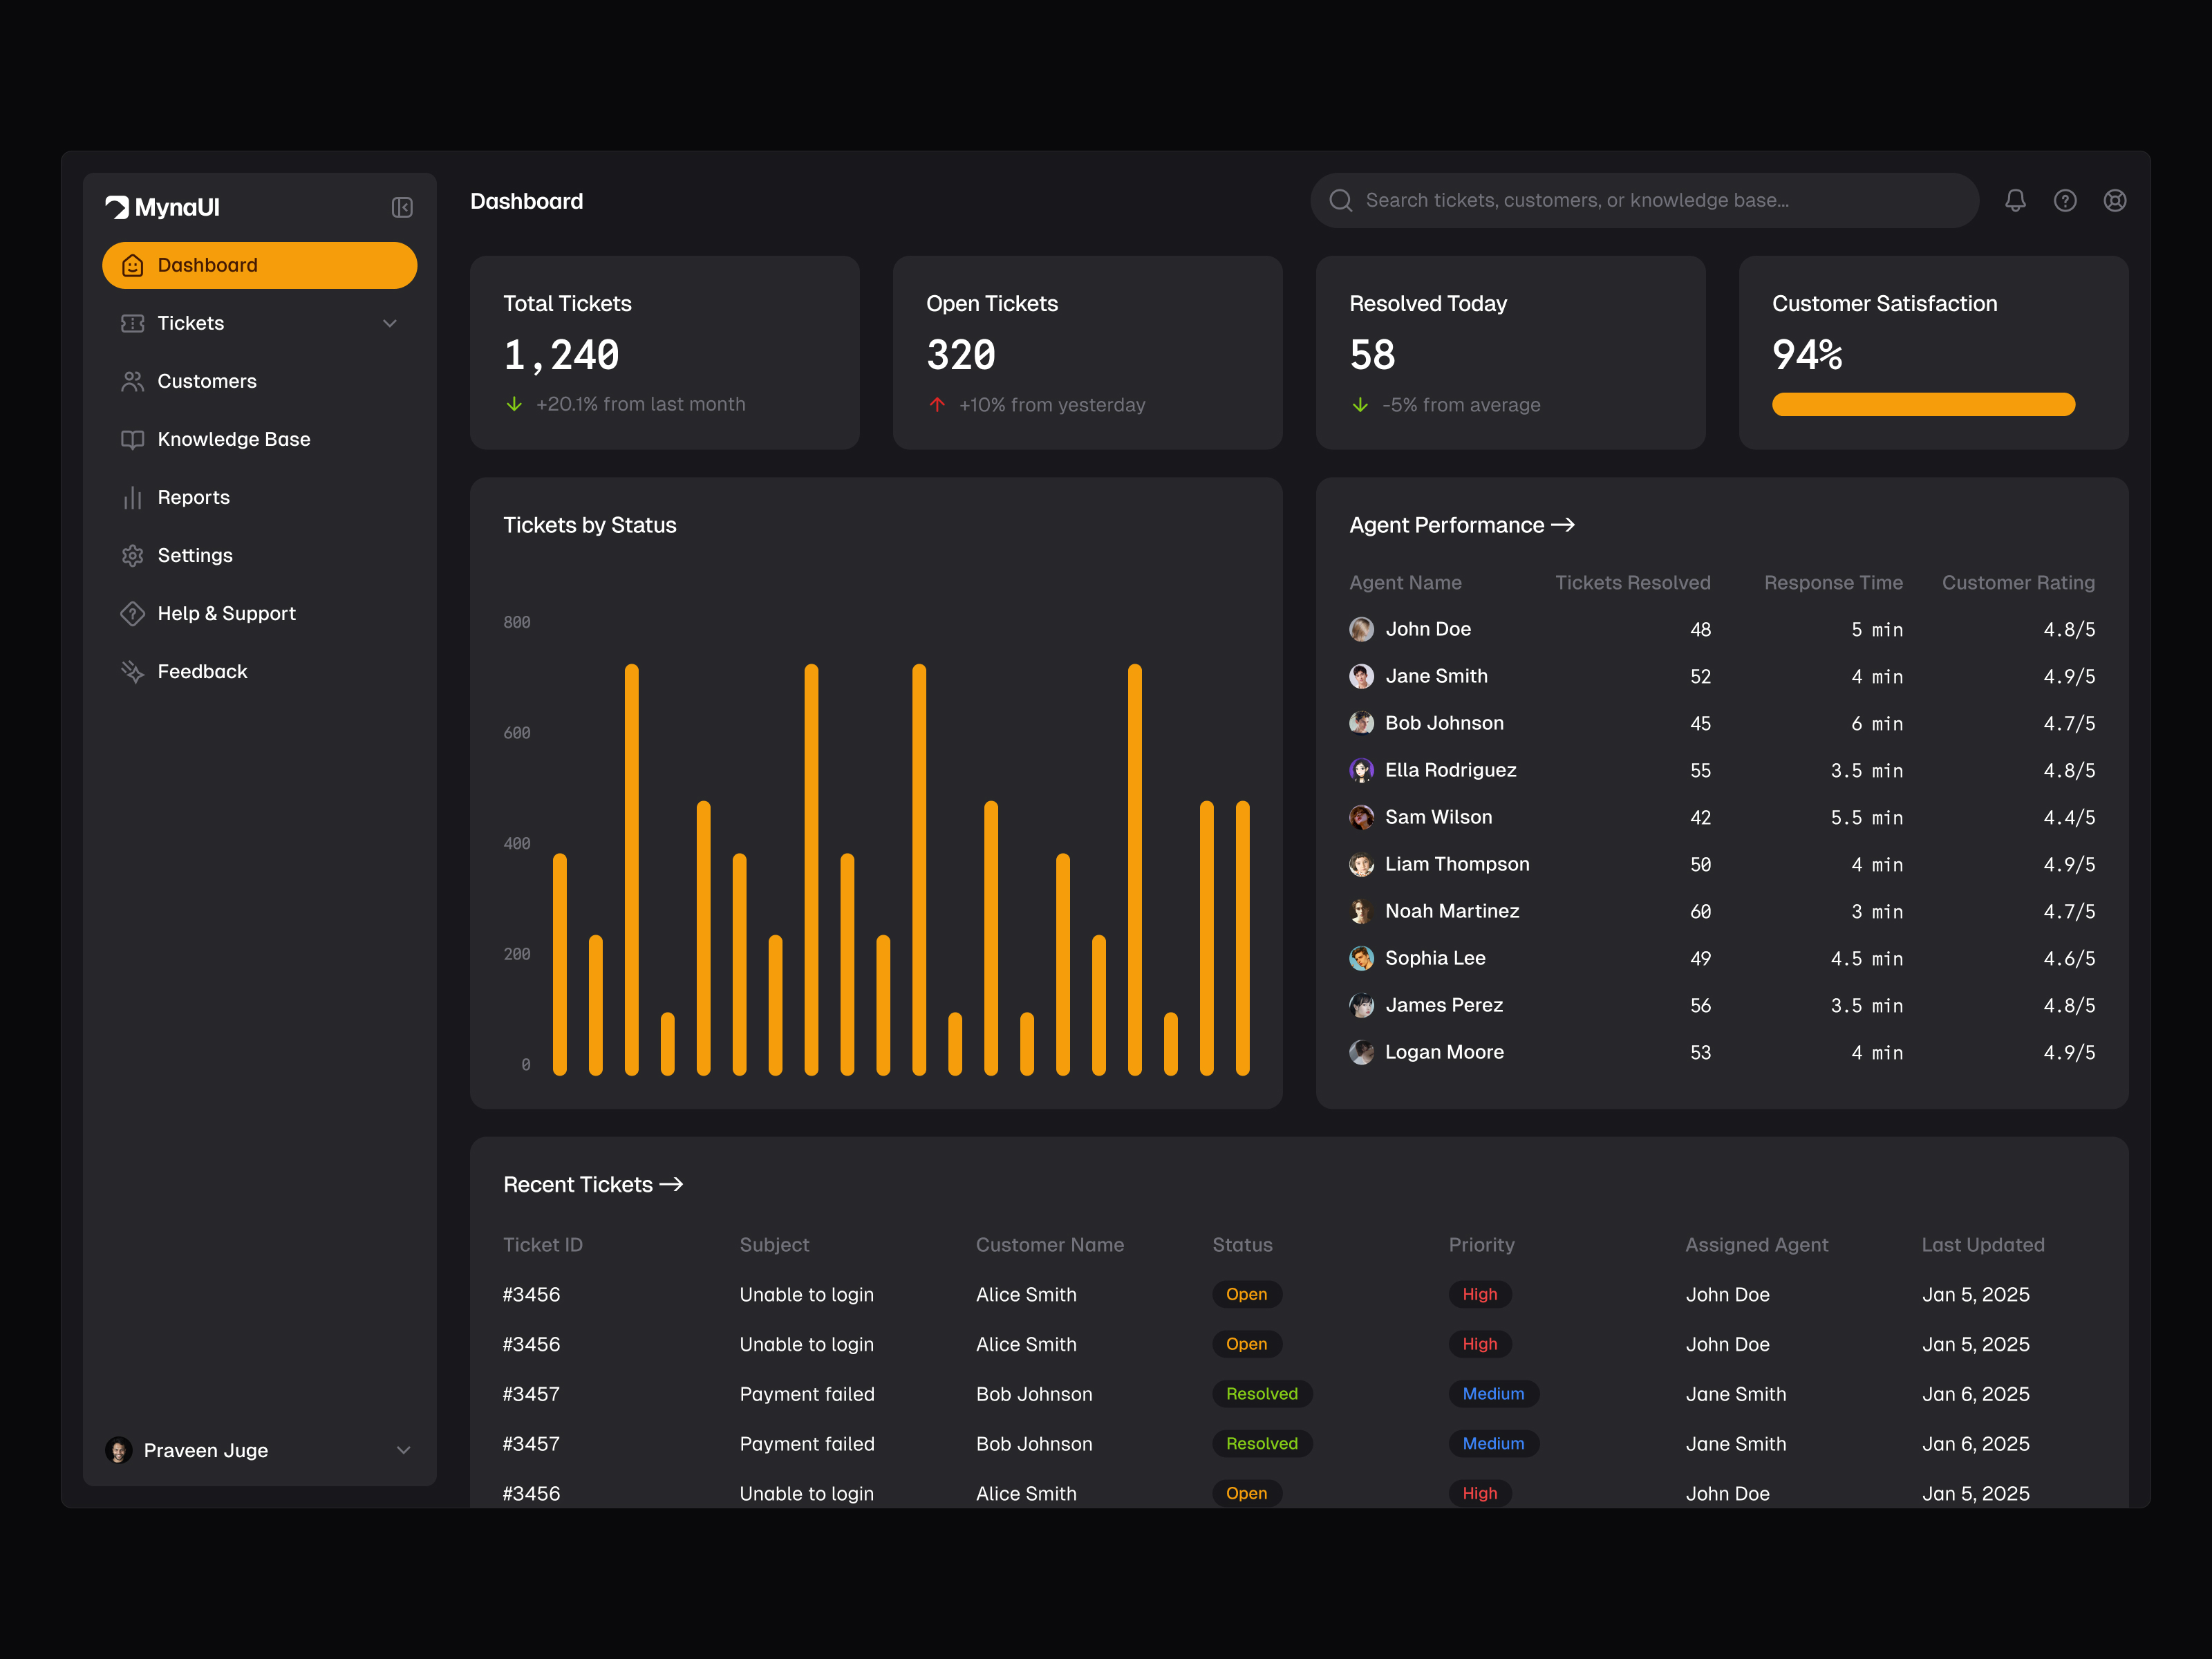 MynaUI
Dashboard
Tickets
Customers
Knowledge Base
Reports
Settings
Help & Support
Feedback
Praveen Juge
Dashboard
Search tickets, customers, or knowledge base...
Total Tickets
1,240
+20.1% from last month
Open Tickets
320
+10% from yesterday
Resolved Today
58
-5% from average
Customer Satisfaction
94%
Tickets by Status
800
600
400
200
0
Agent Performance
Agent Name Tickets Resolved Response Time Customer Rating
John Doe 48 5 min 4.8/5
Jane Smith 52 4 min 4.9/5
Bob Johnson 45 6 min 4.7/5
Ella Rodriguez 55 3.5 min 4.8/5
Sam Wilson 42 5.5 min 4.4/5
Liam Thompson 50 4 min 4.9/5
Noah Martinez 60 3 min 4.7/5
Sophia Lee 49 4.5 min 4.6/5
James Perez 56 3.5 min 4.8/5
Logan Moore 53 4 min 4.9/5
Recent Tickets
Ticket ID Subject Customer Name Status Priority Assigned Agent Last Updated
#3456 Unable to login Alice Smith Open High John Doe Jan 5, 2025
#3456 Unable to login Alice Smith Open High John Doe Jan 5, 2025
#3457 Payment failed Bob Johnson Resolved Medium Jane Smith Jan 6, 2025
#3457 Payment failed Bob Johnson Resolved Medium Jane Smith Jan 6, 2025
#3456 Unable to login Alice Smith Open High John Doe Jan 5, 2025